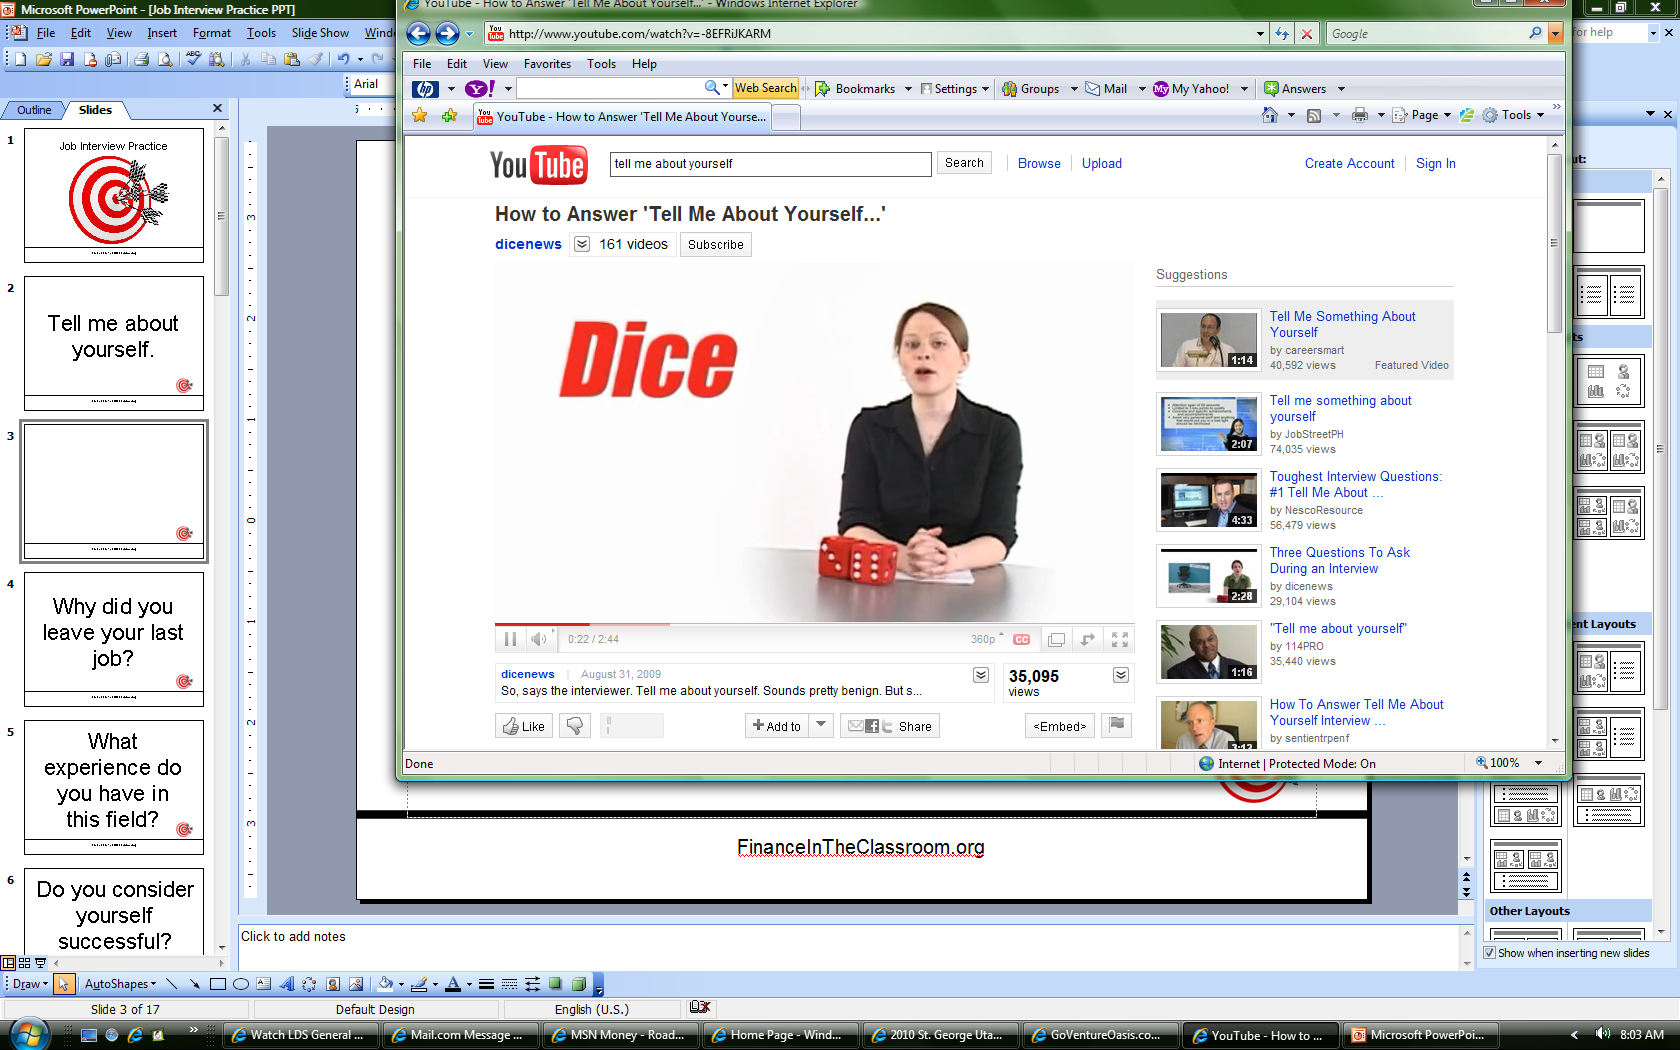 Microsoft PowerPoint - [Job Interview Practice PPT]
YouTube - How to Answer 'Tell Me About Yourself...' - Windows Internet Explorer
File Edit View Insert Format Tools Slide Show
for help
Arial
http://www.youtube.com/watch?v=-8EFRiJKARM
Google
File Edit View Favorites Tools Help
Web Search Bookmarks Settings Groups Mail My Yahoo! Answers
YouTube - How to Answer 'Tell Me About Yourse...
Page Tools
Outline Slides
1
Job Interview Practice
2
Tell me about
yourself.
3
4
Why did you
leave your last
job?
5
What
experience do
you have in
this field?
6
Do you consider
yourself
successful?
YouTube
tell me about yourself
Search Browse Upload
Create Account Sign In
How to Answer 'Tell Me About Yourself...'
dicenews 161 videos Subscribe
Dice
0:22 / 2:44
360p CC
dicenews August 31, 2009
So, says the interviewer. Tell me about yourself. Sounds pretty benign. But s...
35,095
views
Like
Add to
Share
<Embed>
Suggestions
Tell Me Something About
Yourself
by careersmart
40,592 views Featured Video
1:14
Tell me something about
yourself
by JobStreetPH
74,035 views
2:07
Toughest Interview Questions:
#1 Tell Me About ...
by NescoResource
56,479 views
4:33
Three Questions To Ask
During an Interview
by dicenews
29,104 views
2:28
"Tell me about yourself"
by 114PRO
35,440 views
1:16
How To Answer Tell Me About
Yourself Interview ...
by sentientrpenf
3:12
Done
Internet | Protected Mode: On
100%
FinanceInTheClassroom.org
Click to add notes
Layouts
Other Layouts
Show when inserting new slides
Draw AutoShapes
Slide 3 of 17
Default Design
English (U.S.)
Watch LDS General ...
Mail.com Message ...
MSN Money - Road...
Home Page - Wind...
2010 St. George Uta...
GoVentureOasis.co...
YouTube - How to ...
Microsoft PowerPoi...
8:03 AM